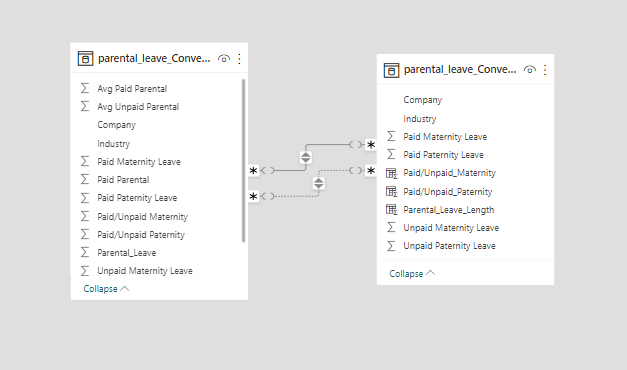 parental_leave_Conve...
Avg Paid Parental
Avg Unpaid Parental
Company
Industry
Paid Maternity Leave
Paid Parental
Paid Paternity Leave
Paid/Unpaid Maternity
Paid/Unpaid Paternity
Parental_Leave
Unpaid Maternity Leave
Collapse
parental_leave_Conve...
Company
Industry
Paid Maternity Leave
Paid Paternity Leave
Paid/Unpaid_Maternity
Paid/Unpaid_Paternity
Parental_Leave_Length
Unpaid Maternity Leave
Unpaid Paternity Leave
Collapse